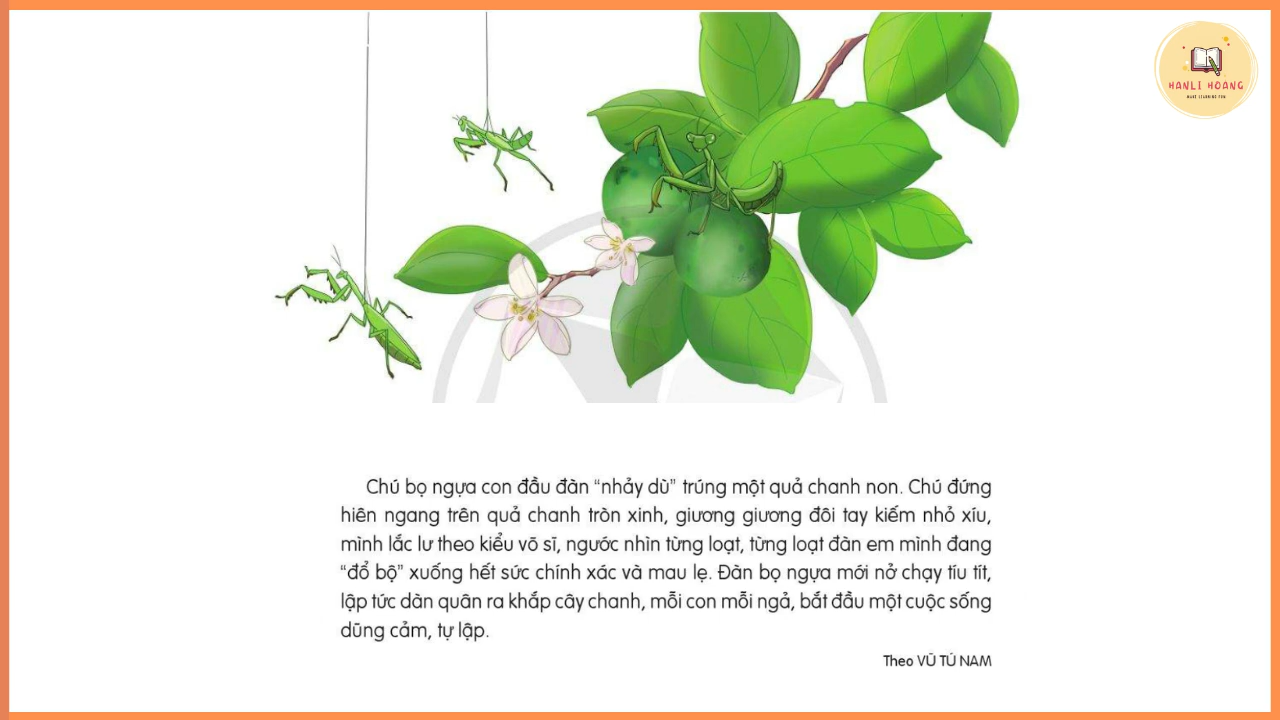 HANLI HOANG
MAKE LEARNING FUN
Chú bọ ngựa con đầu đàn “nhảy dù” trúng một quả chanh non. Chú đứng
hiên ngang trên quả chanh tròn xinh, giương giương đôi tay kiếm nhỏ xíu,
mình lắc lư theo kiểu võ sĩ, ngước nhìn từng loạt, từng loạt đàn em mình đang
“đổ bộ” xuống hết sức chính xác và mau lẹ. Đàn bọ ngựa mới nở chạy tíu tít,
lập tức dàn quân ra khắp cây chanh, mỗi con mỗi ngả, bắt đầu một cuộc sống
dũng cảm, tự lập.
Theo VŨ TÚ NAM